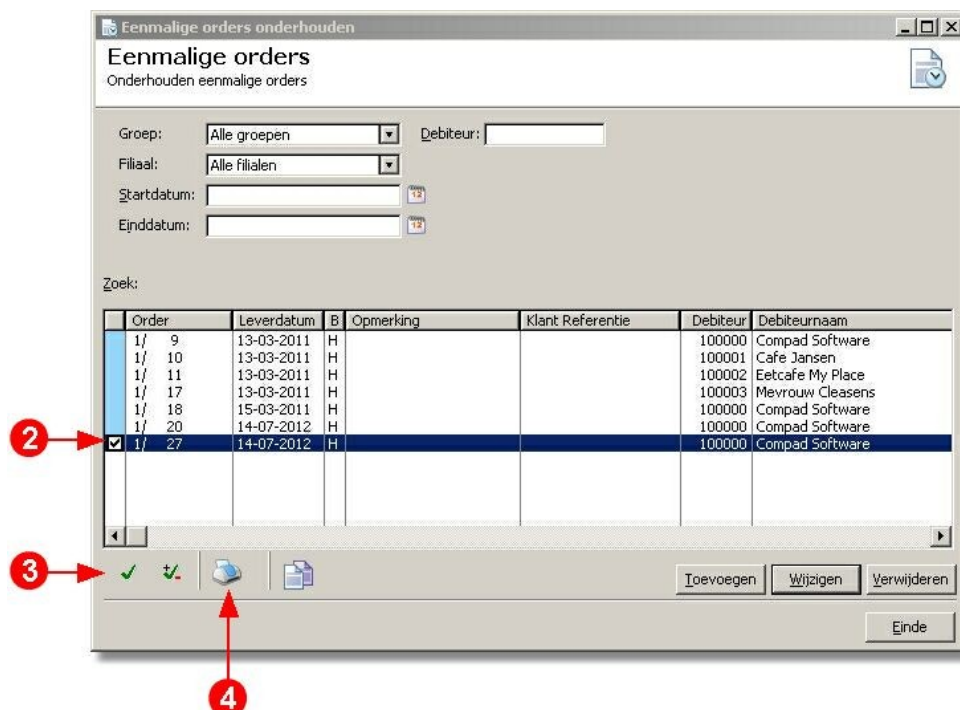 Eenmalige orders onderhouden
Eenmalige orders
Onderhouden eenmalige orders
Groep: Alle groepen Debiteur:
Filiaal: Alle filialen
Startdatum: 12
Einddatum: 12
Zoek:
Order Leverdatum B Opmerking Klant Referentie Debiteur Debiteurnaam
1/ 9 13-03-2011 H 100000 Compad Software
1/ 10 13-03-2011 H 100001 Cafe Jansen
1/ 11 13-03-2011 H 100002 Eetcafe My Place
1/ 17 13-03-2011 H 100003 Mevrouw Cleasens
1/ 18 15-03-2011 H 100000 Compad Software
1/ 20 14-07-2012 H 100000 Compad Software
2 1/ 27 14-07-2012 H 100000 Compad Software
3 Toevoegen Wijzigen Verwijderen
Einde
4